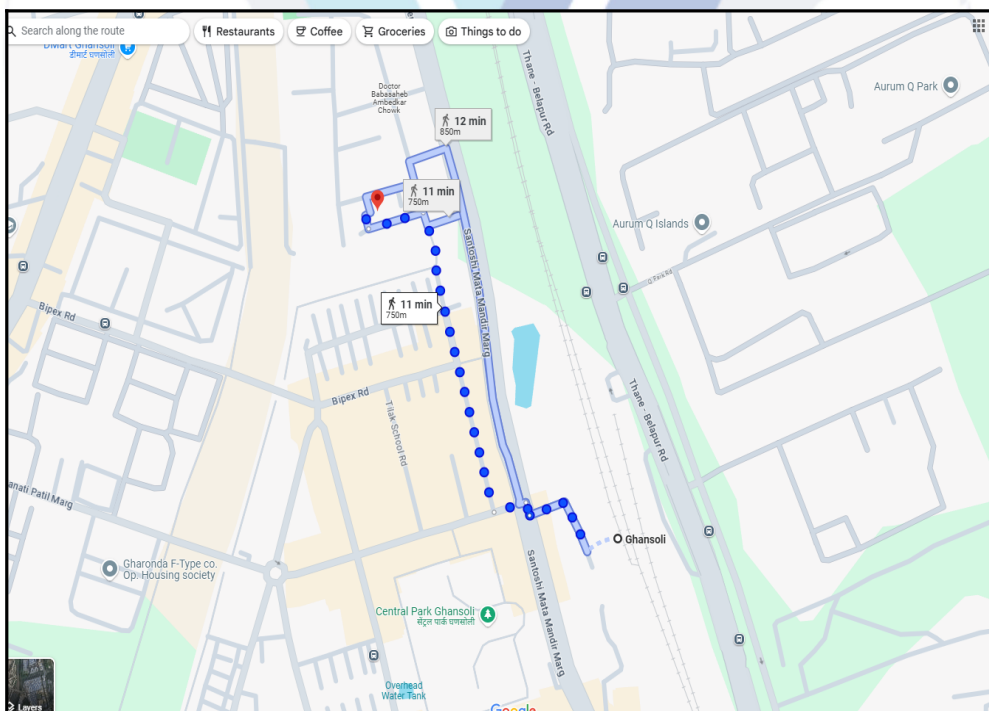 Search along the route
Restaurants
Coffee
Groceries
Things to do
DMart Ghansoli
डीमार्ट घणसोली
Doctor
Babasaheb
Ambedkar
Chowk
Thane - Belapur Rd
Aurum Q Park
12 min
850m
11 min
750m
Aurum Q Islands
Santoshi Mata Mandir Marg
Q Park Rd
11 min
750m
Bipex Rd
Bipex Rd
Tilak School Rd
Thane - Belapur Rd
anati Patil Marg
Ghansoli
Gharonda F-Type co.
Op. Housing society
Santoshi Mata Mandir Marg
Central Park Ghansoli
सेंट्रल पार्क घणसोली
Overhead
Water Tank
Layers
Google